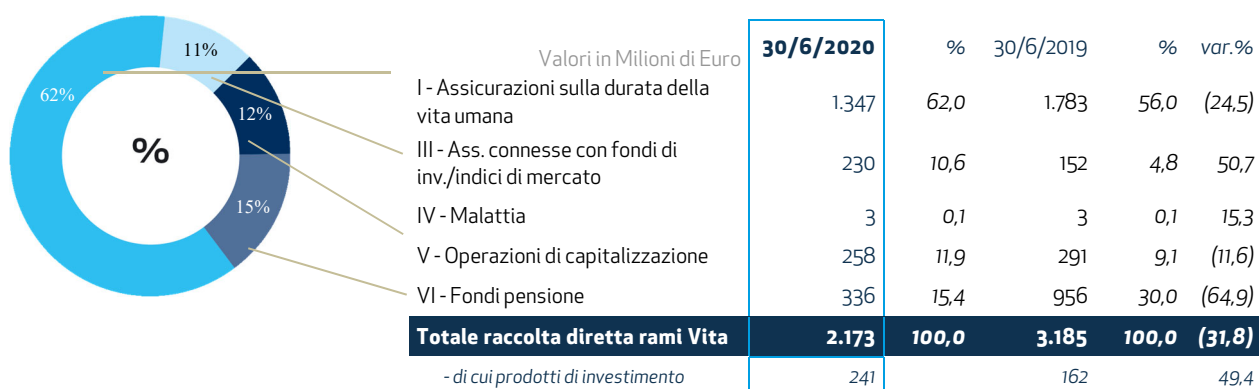 11%
62%
12%
%
15%
Valori in Milioni di Euro 30/6/2020 % 30/6/2019 % var.%
I - Assicurazioni sulla durata della
vita umana 1.347 62,0 1.783 56,0 (24,5)
III - Ass. connesse con fondi di
inv./indici di mercato 230 10,6 152 4,8 50,7
IV - Malattia 3 0,1 3 0,1 15,3
V - Operazioni di capitalizzazione 258 11,9 291 9,1 (11,6)
VI - Fondi pensione 336 15,4 956 30,0 (64,9)
Totale raccolta diretta rami Vita 2.173 100,0 3.185 100,0 (31,8)
- di cui prodotti di investimento 241 162 49,4